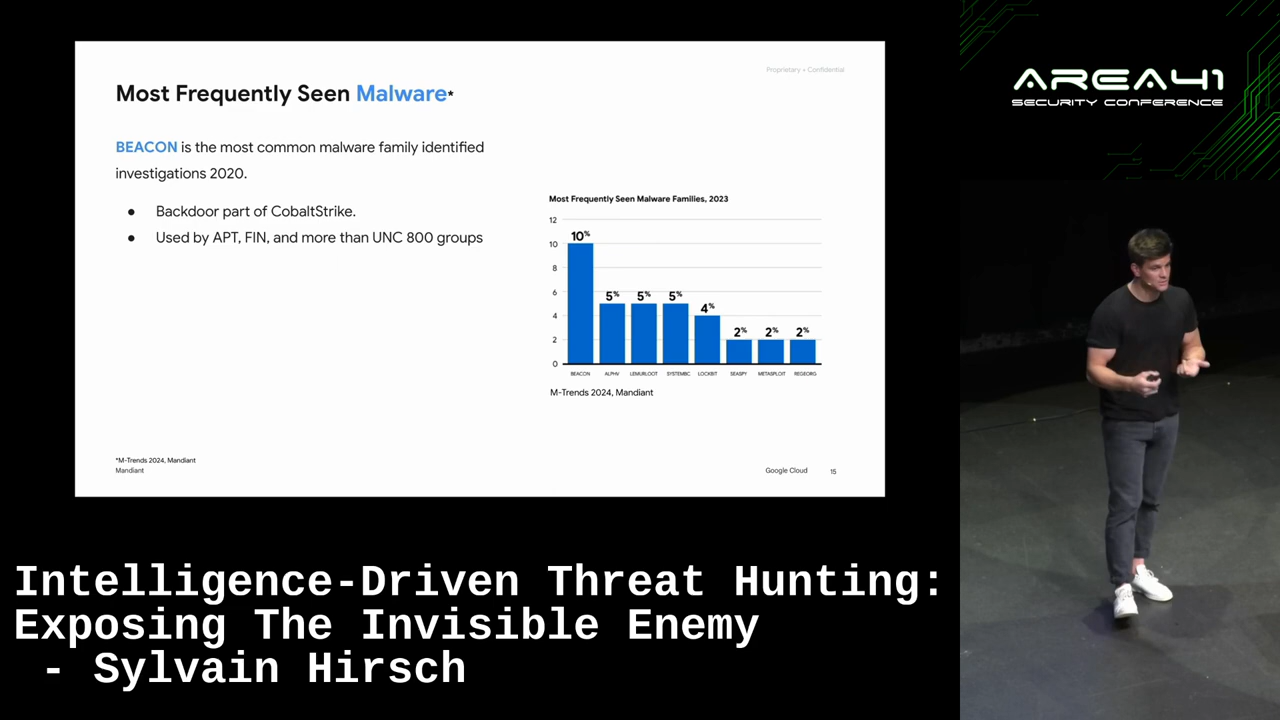 Proprietary + Confidential
Most Frequently Seen Malware*
BEACON is the most common malware family identified
investigations 2020.
● Backdoor part of CobaltStrike.
● Used by APT, FIN, and more than UNC 800 groups
Most Frequently Seen Malware Families, 2023
12
10
8
6
4
2
0
10%
5%
5%
5%
4%
2%
2%
2%
BEACON ALPHV LEMURLOOT SYSTEMBC LOCKBIT SEASPY METASPLOIT REGEORG
M-Trends 2024, Mandiant
*M-Trends 2024, Mandiant
Mandiant
Google Cloud 15
AREA41
SECURITY CONFERENCE
Intelligence-Driven Threat Hunting:
Exposing The Invisible Enemy
- Sylvain Hirsch